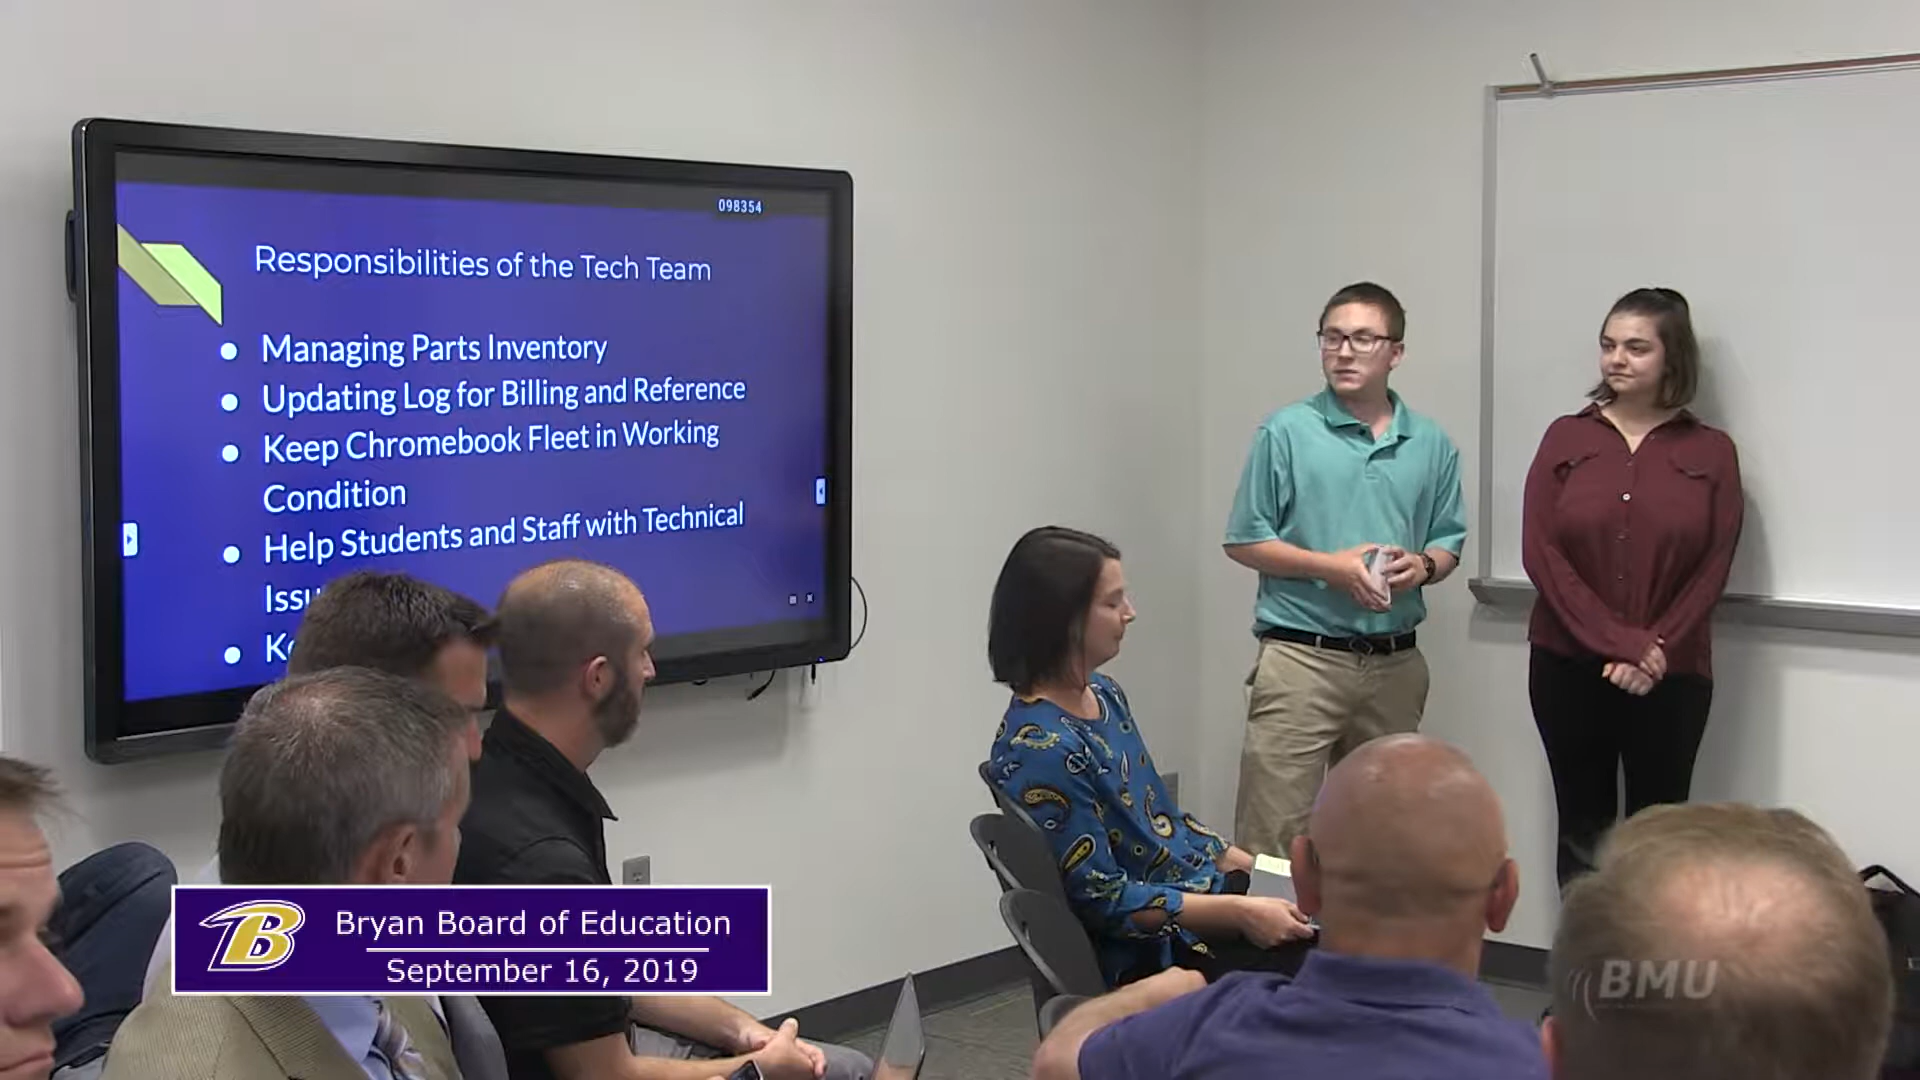 098354
Responsibilities of the Tech Team
● Managing Parts Inventory
● Updating Log for Billing and Reference
● Keep Chromebook Fleet in Working
Condition
● Help Students and Staff with Technical
B Bryan Board of Education
September 16, 2019
BMU